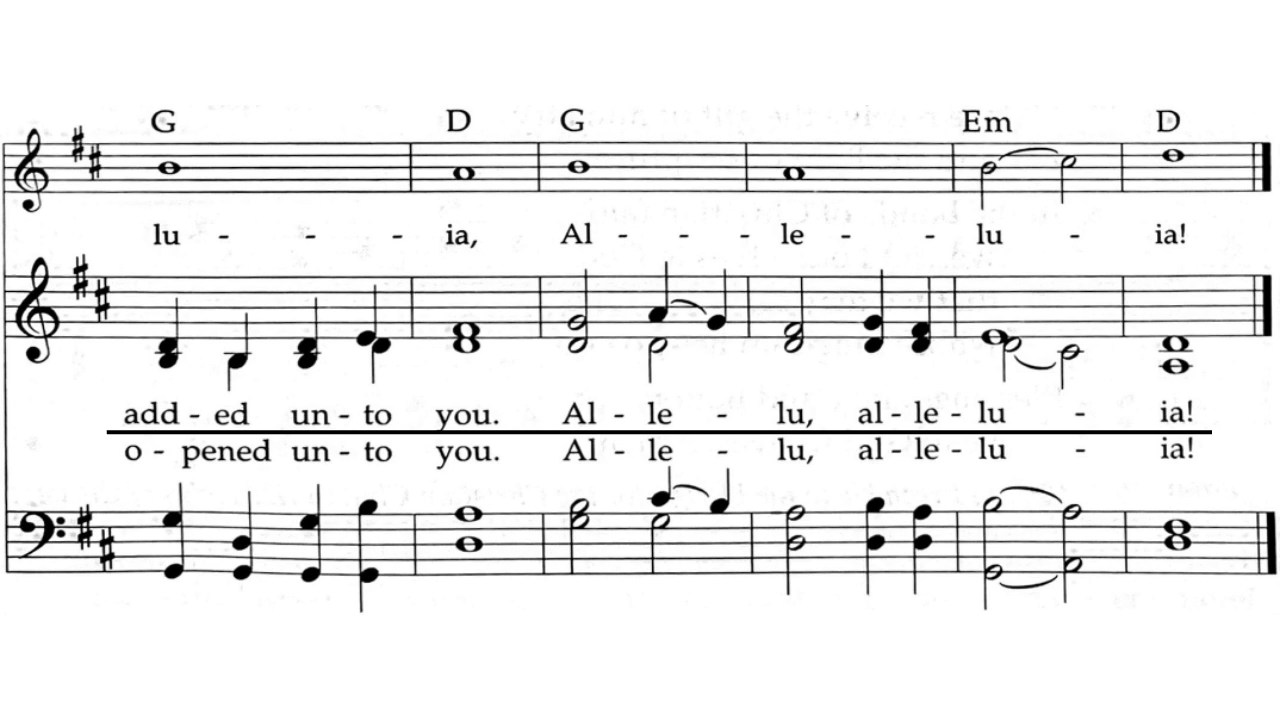 G D G Em D
lu - - - ia, Al - - - le - - lu - ia!
add - ed un - to you. Al - le - lu, al - le - lu - ia!
o - pened un - to you. Al - le - lu, al - le - lu - ia!